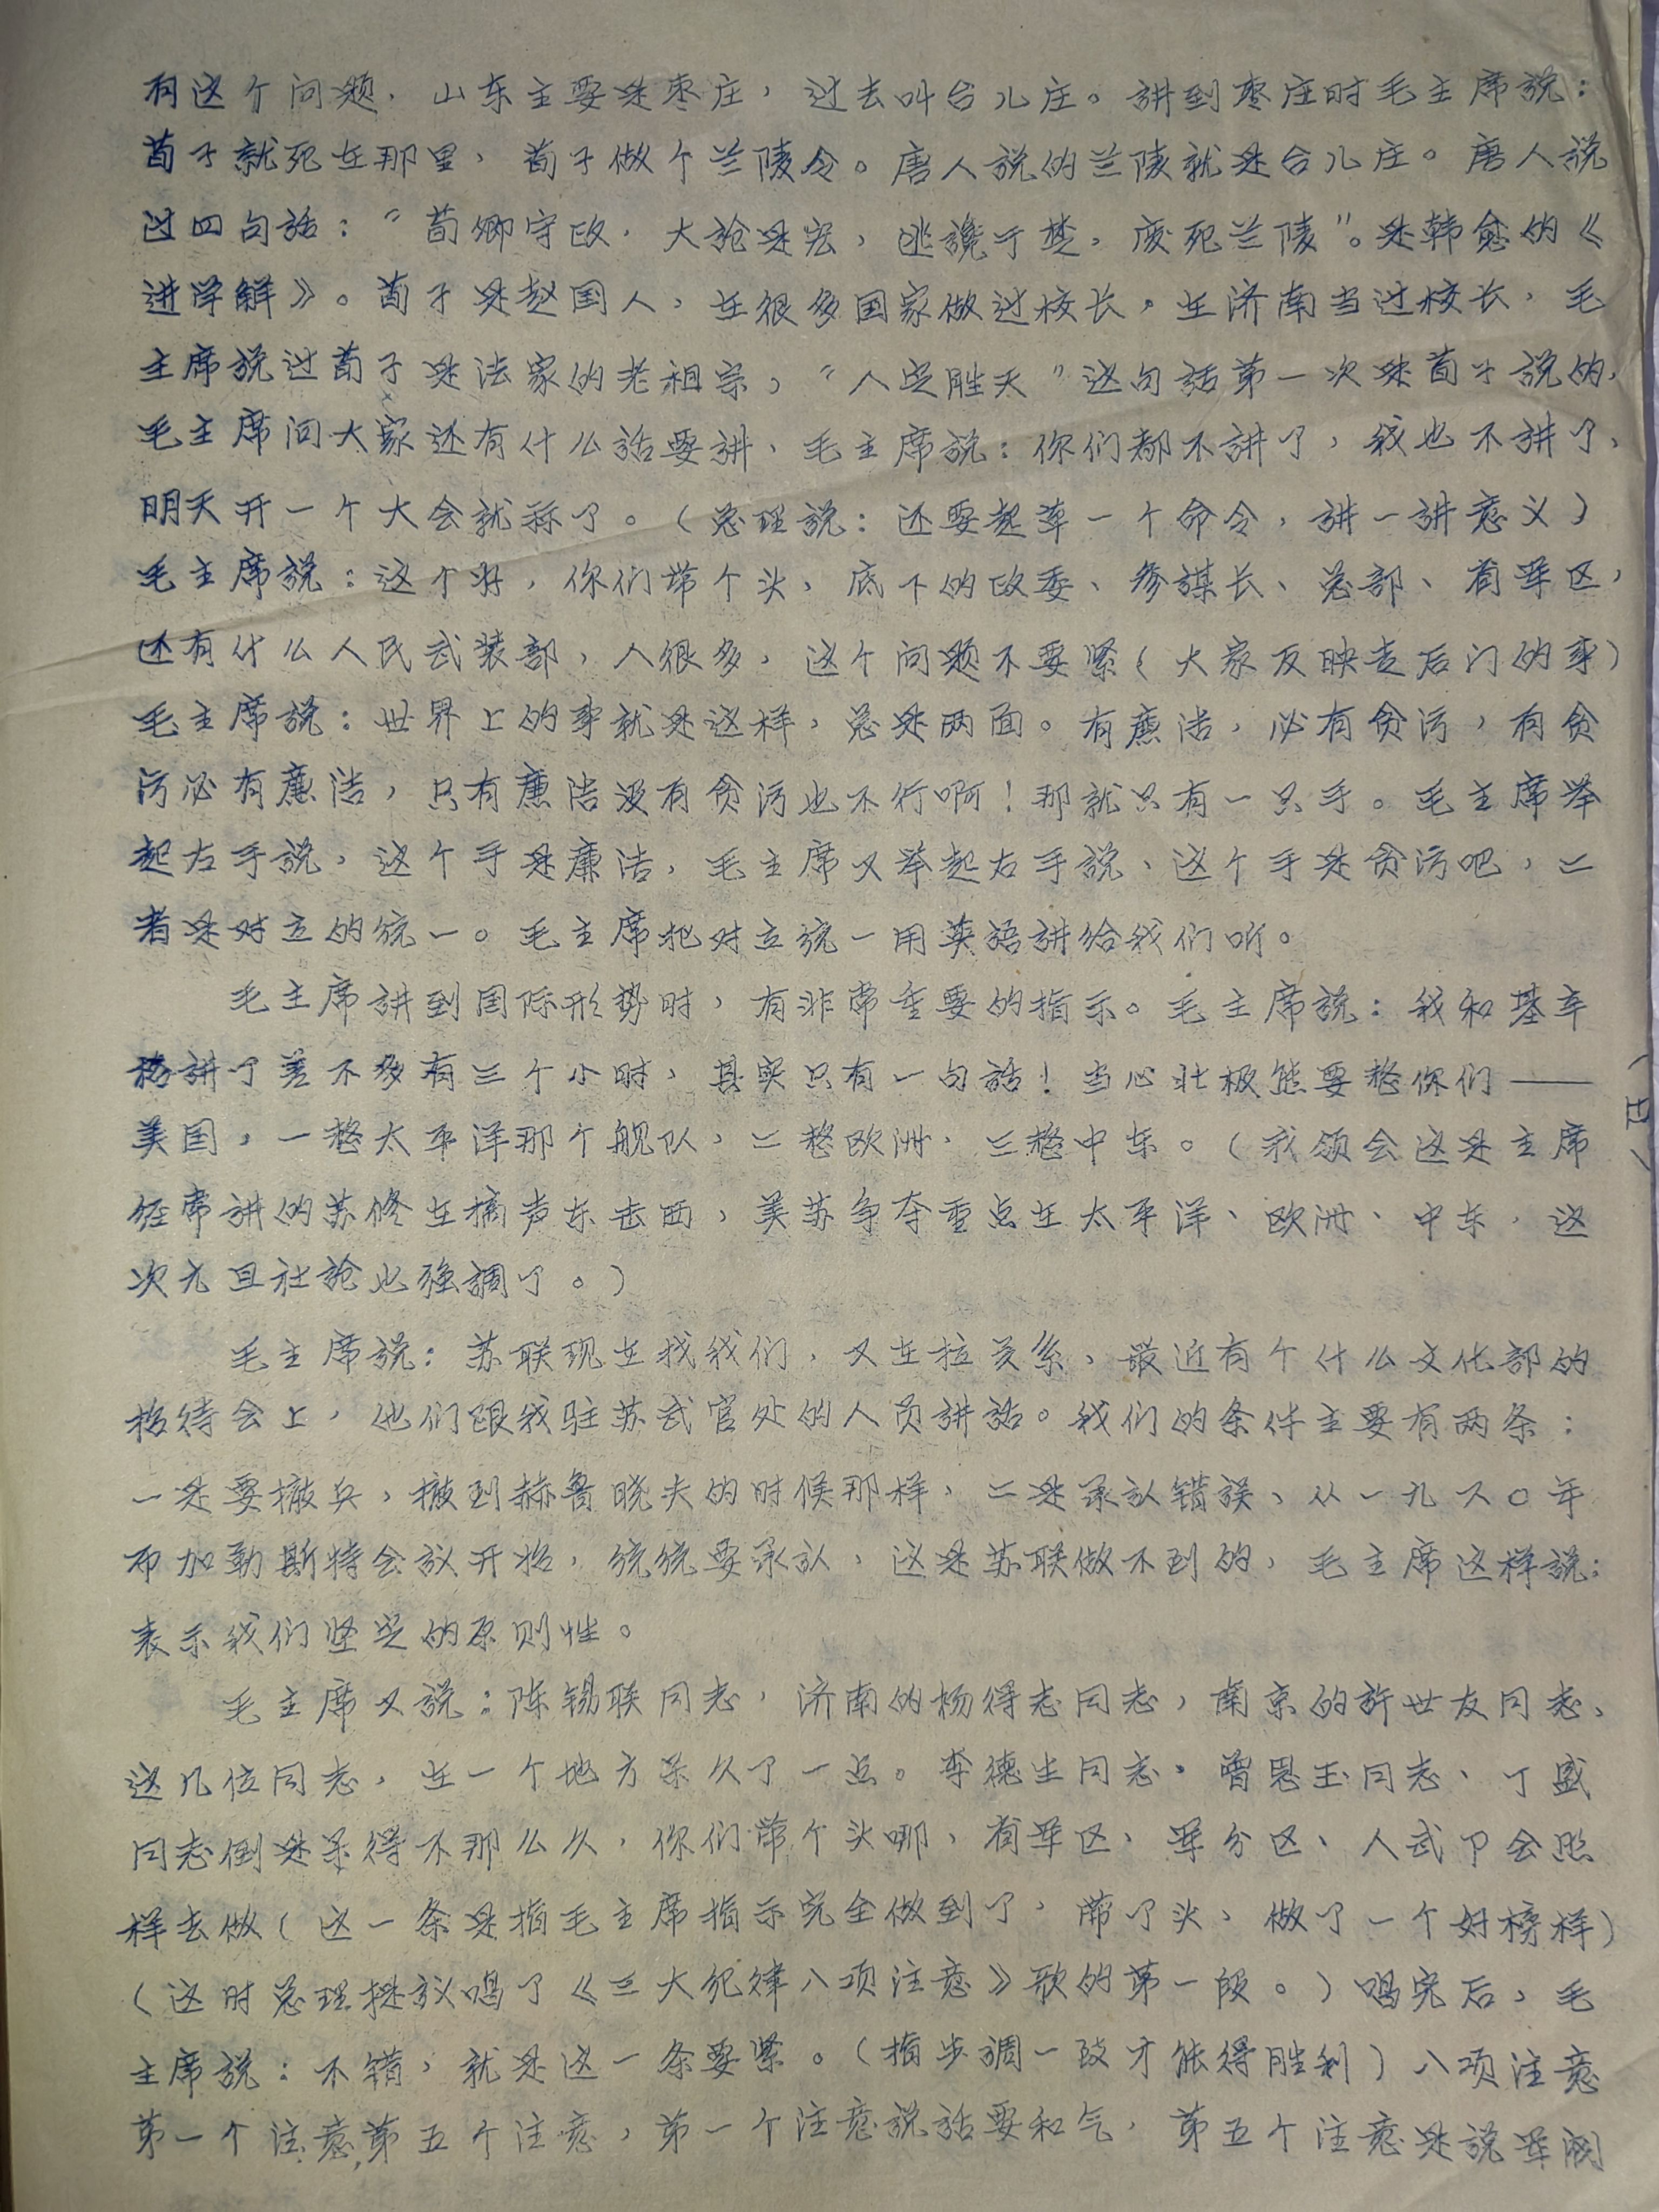 有这个问题，山东主要是枣庄，过去叫台儿庄。讲到枣庄时毛主席說：
荀子就死在那里，荀子做个兰陵令。唐人說的兰陵就是台儿庄。唐人說
过四句話：“荀卿守政，大論是宏，逃讒于楚，废死兰陵”。是韩愈的《
进学解》。荀子是赵国人，在很多国家做过校长，在济南当过校长，毛
主席說过荀子是法家的老祖宗，“人定胜天”这句話第一次是荀子說的，
毛主席问大家还有什么話要讲、毛主席說：你们都不讲了，我也不讲了，
明天开一个大会就祘了。（总理說：还要起草一个命令，讲一讲意义）
毛主席說：这个好，你们带个头，底下的政委、参謀长、总部、省军区，
还有什么人民武装部，人很多，这个问题不要紧（大家反映走后门的事）
毛主席說：世界上的事就是这样，总是两面。有廉洁，必有贪污，有贪
污必有廉洁，只有廉洁没有贪污也不行啊！那就只有一只手。毛主席举
起左手說，这个手是廉洁，毛主席又举起右手說、这个手是贪污吧，二
者是对立的统一。毛主席把对立统一用英語讲给我们听。
毛主席讲到国际形势时，有非常重要的指示。毛主席說：我和基辛
格讲了差不多有三个小时，其实只有一句話！当心北极熊要整你们——
美国，一整太平洋那个舰队，二整欧洲，三整中东。（我领会这是主席
经常讲的苏修在搞声东击西，美苏争夺重点在太平洋、欧洲、中东，这
次元旦社論也强調了。）
（五）
毛主席說：苏联现在找我们，又在拉关系，最近有个什么文化部的
招待会上，他们跟我驻苏武官处的人员讲話。我们的条件主要有两条：
一是要撤兵，撤到赫鲁晓夫的时候那样，二是承认错误、从一九六〇年
布加勒斯特会议开始，统统要承认，这是苏联做不到的，毛主席这样說：
表示我们坚定的原则性。
毛主席又說：陈锡联同志，济南的杨得志同志，南京的許世友同志、
这几位同志，在一个地方呆久了一点。李德生同志，曾思玉同志、丁盛
同志倒是呆得不那么久，你们带个头哪、省军区，军分区、人武卩会照
样去做（这一条是指毛主席指示完全做到了，带了头，做了一个好榜样）
（这时总理提议唱了《三大纪律八项注意》歌的第一段。）唱完后，毛
主席說：不错，就是这一条要紧。（指步調一致才能得胜利）八项注意
第一个注意，第五个注意，第一个注意說話要和气，第五个注意是說军阀